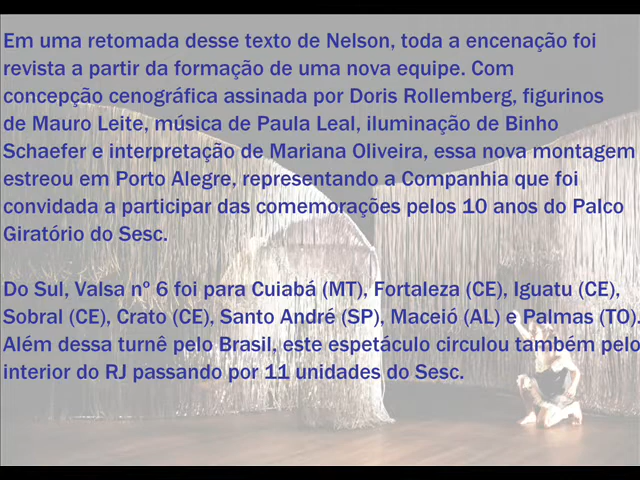 Em uma retomada desse texto de Nelson, toda a encenação foi
revista a partir da formação de uma nova equipe. Com
concepção cenográfica assinada por Doris Rollemberg, figurinos
de Mauro Leite, música de Paula Leal, iluminação de Binho
Schaefer e interpretação de Mariana Oliveira, essa nova montagem
estreou em Porto Alegre, representando a Companhia que foi
convidada a participar das comemorações pelos 10 anos do Palco
Giratório do Sesc.
Do Sul, Valsa nº 6 foi para Cuiabá (MT), Fortaleza (CE), Iguatu (CE),
Sobral (CE), Crato (CE), Santo André (SP), Maceió (AL) e Palmas (TO).
Além dessa turnê pelo Brasil, este espetáculo circulou também pelo
interior do RJ passando por 11 unidades do Sesc.